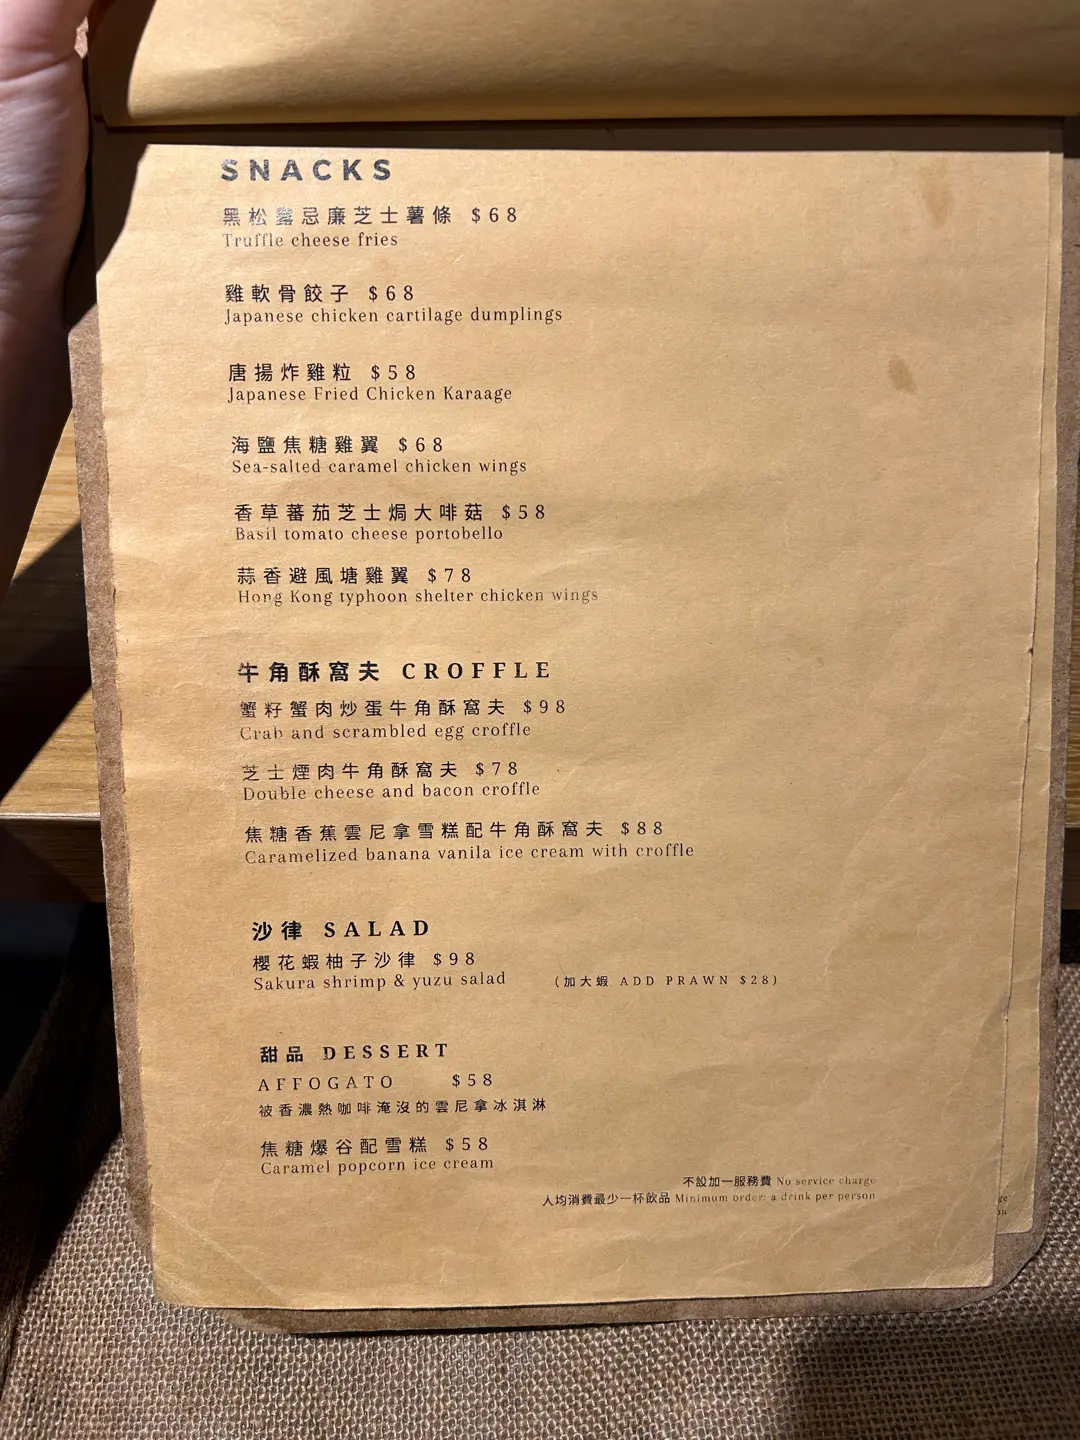 SNACKS
黑松露忌廉芝士薯條 $68
Truffle cheese fries
雞軟骨餃子 $68
Japanese chicken cartilage dumplings
唐揚炸雞粒 $58
Japanese Fried Chicken Karaage
海鹽焦糖雞翼 $68
Sea-salted caramel chicken wings
香草蕃茄芝士焗大啡菇 $58
Basil tomato cheese portobello
蒜香避風塘雞翼 $78
Hong Kong typhoon shelter chicken wings
牛角酥窩夫 CROFFLE
蟹籽蟹肉炒蛋牛角酥窩夫 $98
Crab and scrambled egg croffle
芝士煙肉牛角酥窩夫 $78
Double cheese and bacon croffle
焦糖香蕉雲尼拿雪糕配牛角酥窩夫 $88
Caramelized banana vanila ice cream with croffle
沙律 SALAD
櫻花蝦柚子沙律 $98
Sakura shrimp & yuzu salad (加大蝦 ADD PRAWN $28)
甜品 DESSERT
AFFOGATO $58
被香濃熱咖啡淹沒的雲尼拿冰淇淋
焦糖爆谷配雪糕 $58
Caramel popcorn ice cream
不設加一服務費 No service charge
人均消費最少一杯飲品 Minimum order: a drink per person